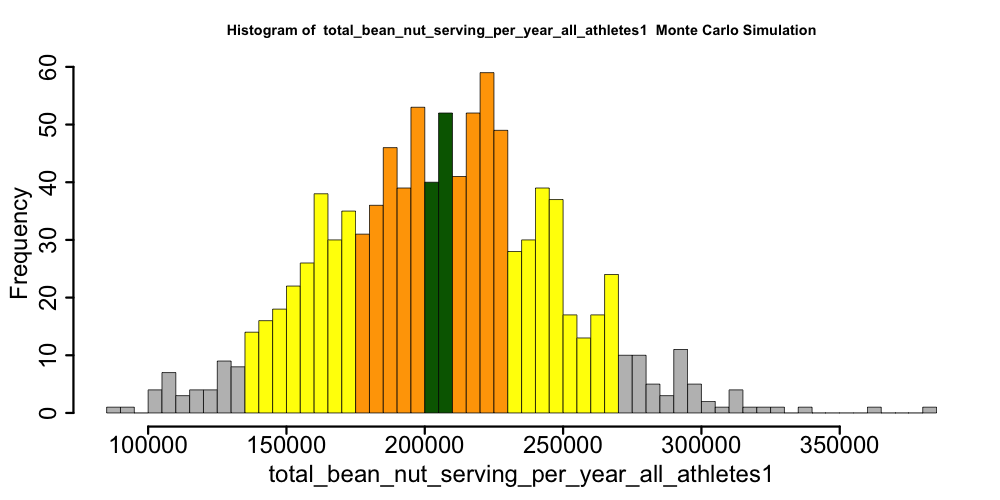 Histogram of  total_bean_nut_serving_per_year_all_athletes1  Monte Carlo Simulation
Frequency
60
50
40
30
20
10
0
100000 150000 200000 250000 300000 350000
total_bean_nut_serving_per_year_all_athletes1